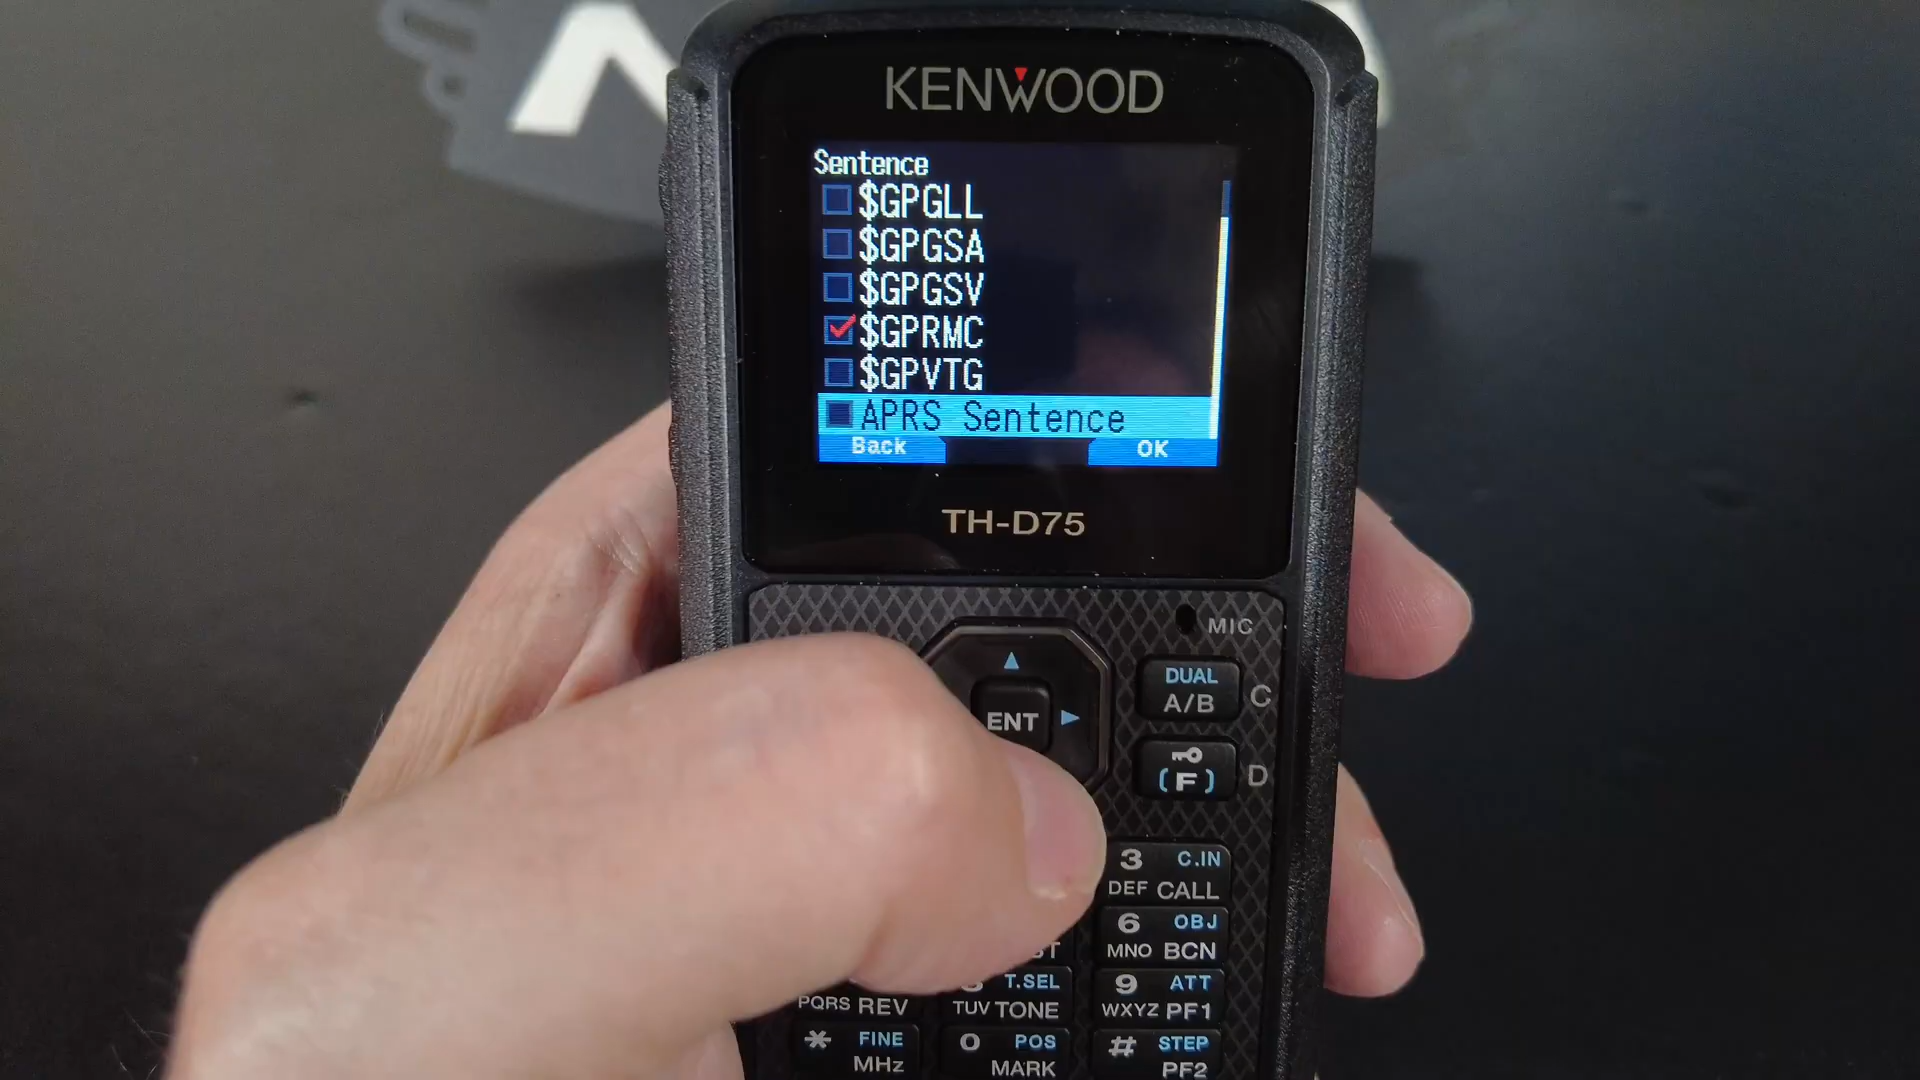 KENWOOD
Sentence
$GPGLL
$GPGSA
$GPGSV
$GPRMC
$GPVTG
APRS Sentence
Back OK
TH-D75
MIC
ENT
DUAL
A/B C
(F) D
3 C.IN
DEF CALL
6 OBJ
MNO BCN
T.SEL 9 ATT
PQRS REV TUV TONE WXYZ PF1
* FINE 0 POS # STEP
MHz MARK PF2